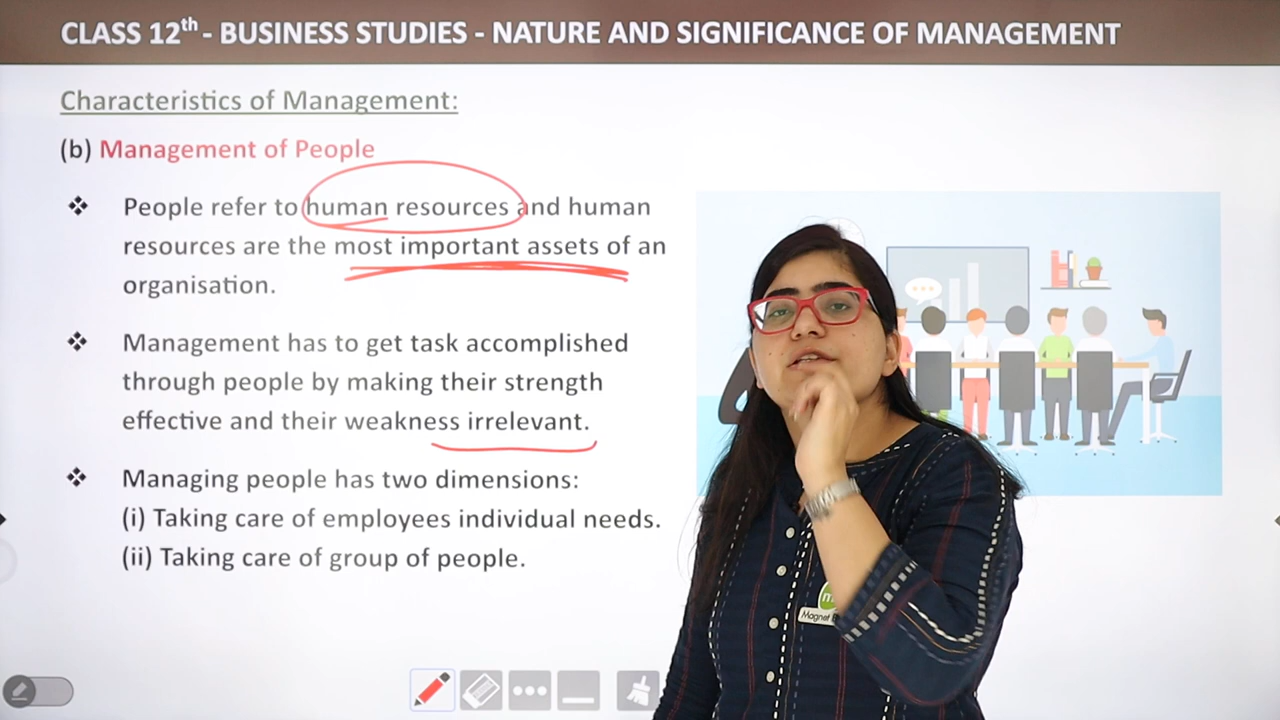 CLASS 12th - BUSINESS STUDIES - NATURE AND SIGNIFICANCE OF MANAGEMENT
Characteristics of Management:
(b) Management of People
❖ People refer to human resources and human
resources are the most important assets of an
organisation.
❖ Management has to get task accomplished
through people by making their strength
effective and their weakness irrelevant.
❖ Managing people has two dimensions:
(i) Taking care of employees individual needs.
(ii) Taking care of group of people.
m
Magnet